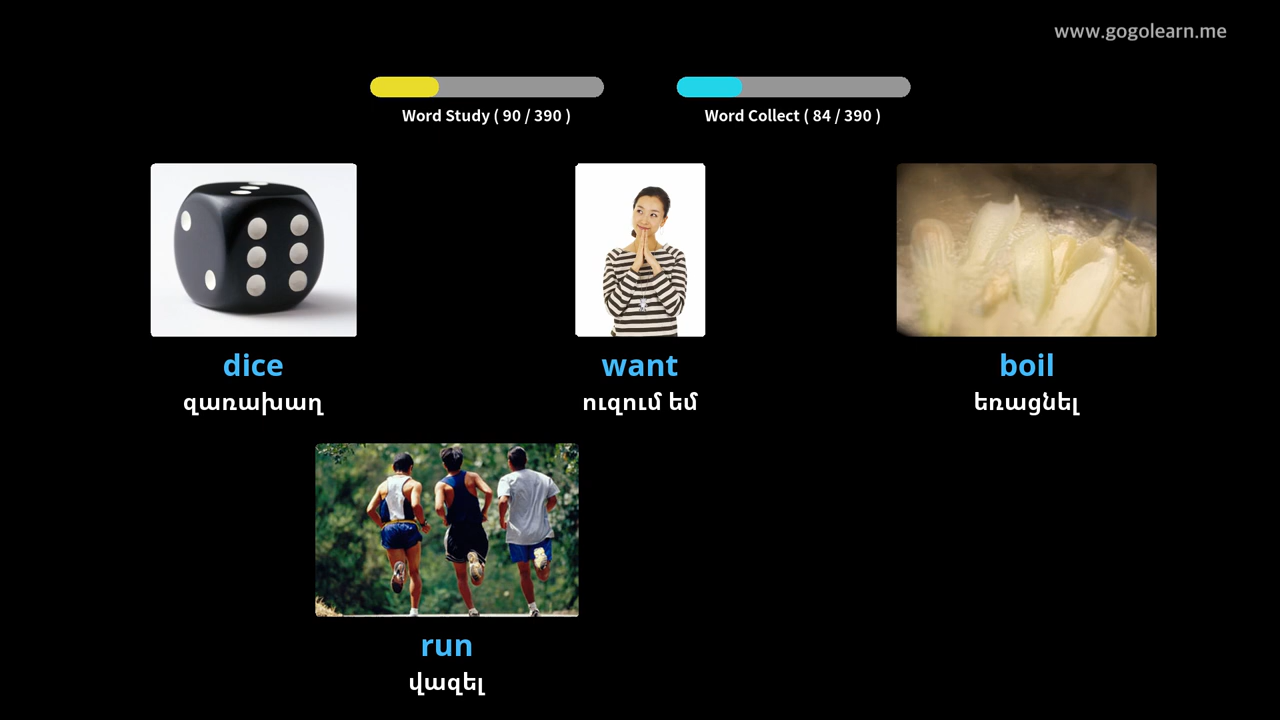 www.gogolearn.me
Word Study ( 90 / 390 )
Word Collect ( 84 / 390 )
dice
զառախաղ
want
ուզում եմ
boil
եռացնել
run
վազել